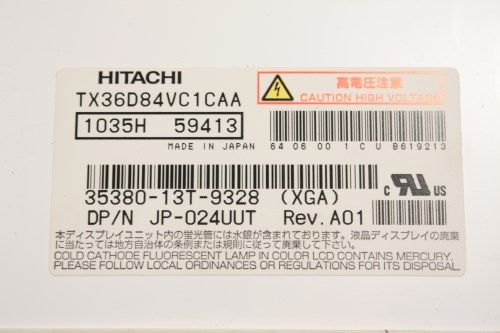 HITACHI
TX36D84VC1CAA
1035H 59413
MADE IN JAPAN
高電圧注意
CAUTION HIGH VOLTAGE
64 06 00 1 C U B619213
35380-13T-9328 (XGA)
DP/N JP-024UUT Rev. A01
本ディスプレイユニット内の蛍光管には水銀が含まれております。液晶ディスプレイの廃棄
に当たっては地方自治体の条例または規則に従って廃棄下さい。
COLD CATHODE FLUORESCENT LAMP IN COLOR LCD CONTAINS MERCURY.
PLEASE FOLLOW LOCAL ORDINANCES OR REGULATIONS FOR ITS DISPOSAL.
c UL US